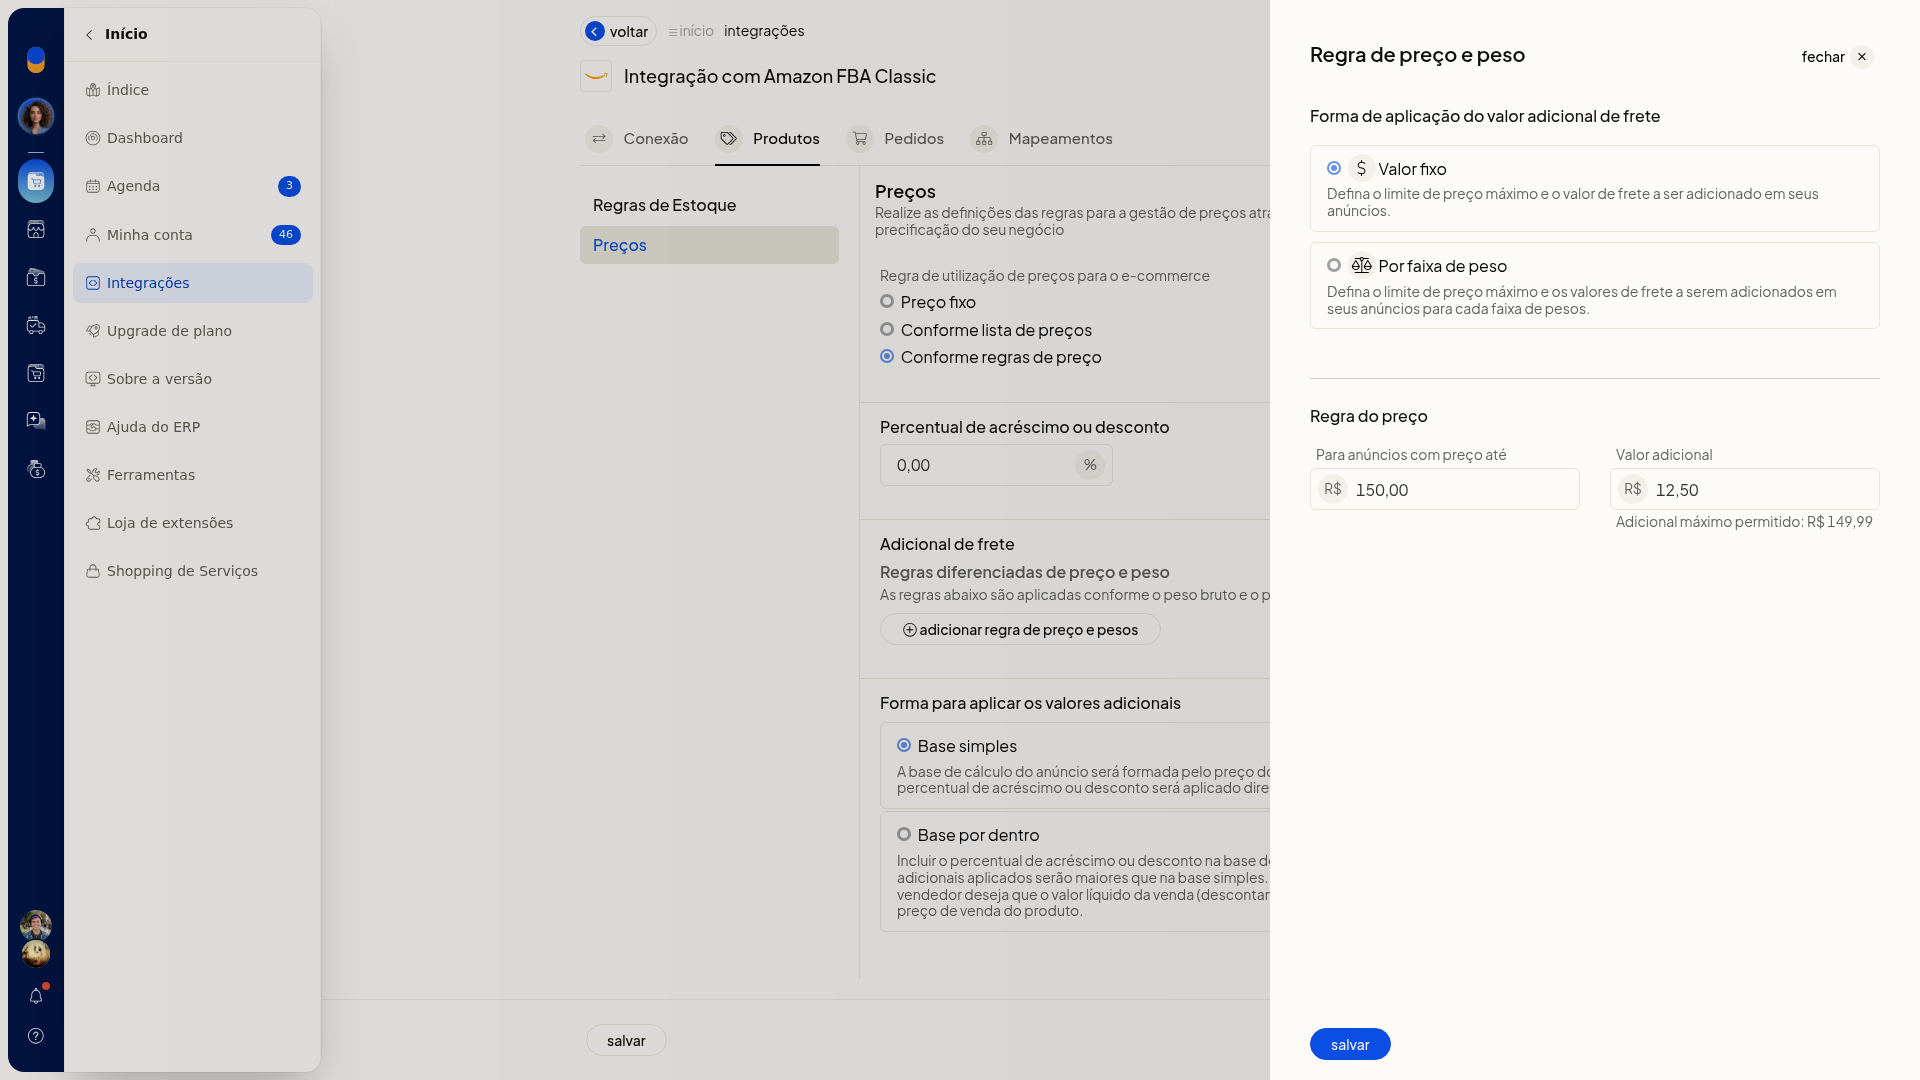 Início
Índice
Dashboard
Agenda
3
Minha conta
46
Integrações
Upgrade de plano
Sobre a versão
Ajuda do ERP
Ferramentas
Loja de extensões
Shopping de Serviços
voltar
início
integrações
Integração com Amazon FBA Classic
Conexão
Produtos
Pedidos
Mapeamentos
Regras de Estoque
Preços
Preços
Realize as definições das regras para a gestão de preços atra
precificação do seu negócio
Regra de utilização de preços para o e-commerce
Preço fixo
Conforme lista de preços
Conforme regras de preço
Percentual de acréscimo ou desconto
0,00
%
Adicional de frete
Regras diferenciadas de preço e peso
As regras abaixo são aplicadas conforme o peso bruto e o p
adicionar regra de preço e pesos
Forma para aplicar os valores adicionais
Base simples
A base de cálculo do anúncio será formada pelo preço do
percentual de acréscimo ou desconto será aplicado dire
Base por dentro
Incluir o percentual de acréscimo ou desconto na base de
adicionais aplicados serão maiores que na base simples.
vendedor deseja que o valor líquido da venda (descontar
preço de venda do produto.
salvar
Regra de preço e peso
fechar
Forma de aplicação do valor adicional de frete
$ Valor fixo
Defina o limite de preço máximo e o valor de frete a ser adicionado em seus
anúncios.
Por faixa de peso
Defina o limite de preço máximo e os valores de frete a serem adicionados em
seus anúncios para cada faixa de pesos.
Regra do preço
Para anúncios com preço até
R$ 150,00
Valor adicional
R$ 12,50
Adicional máximo permitido: R$ 149,99
salvar